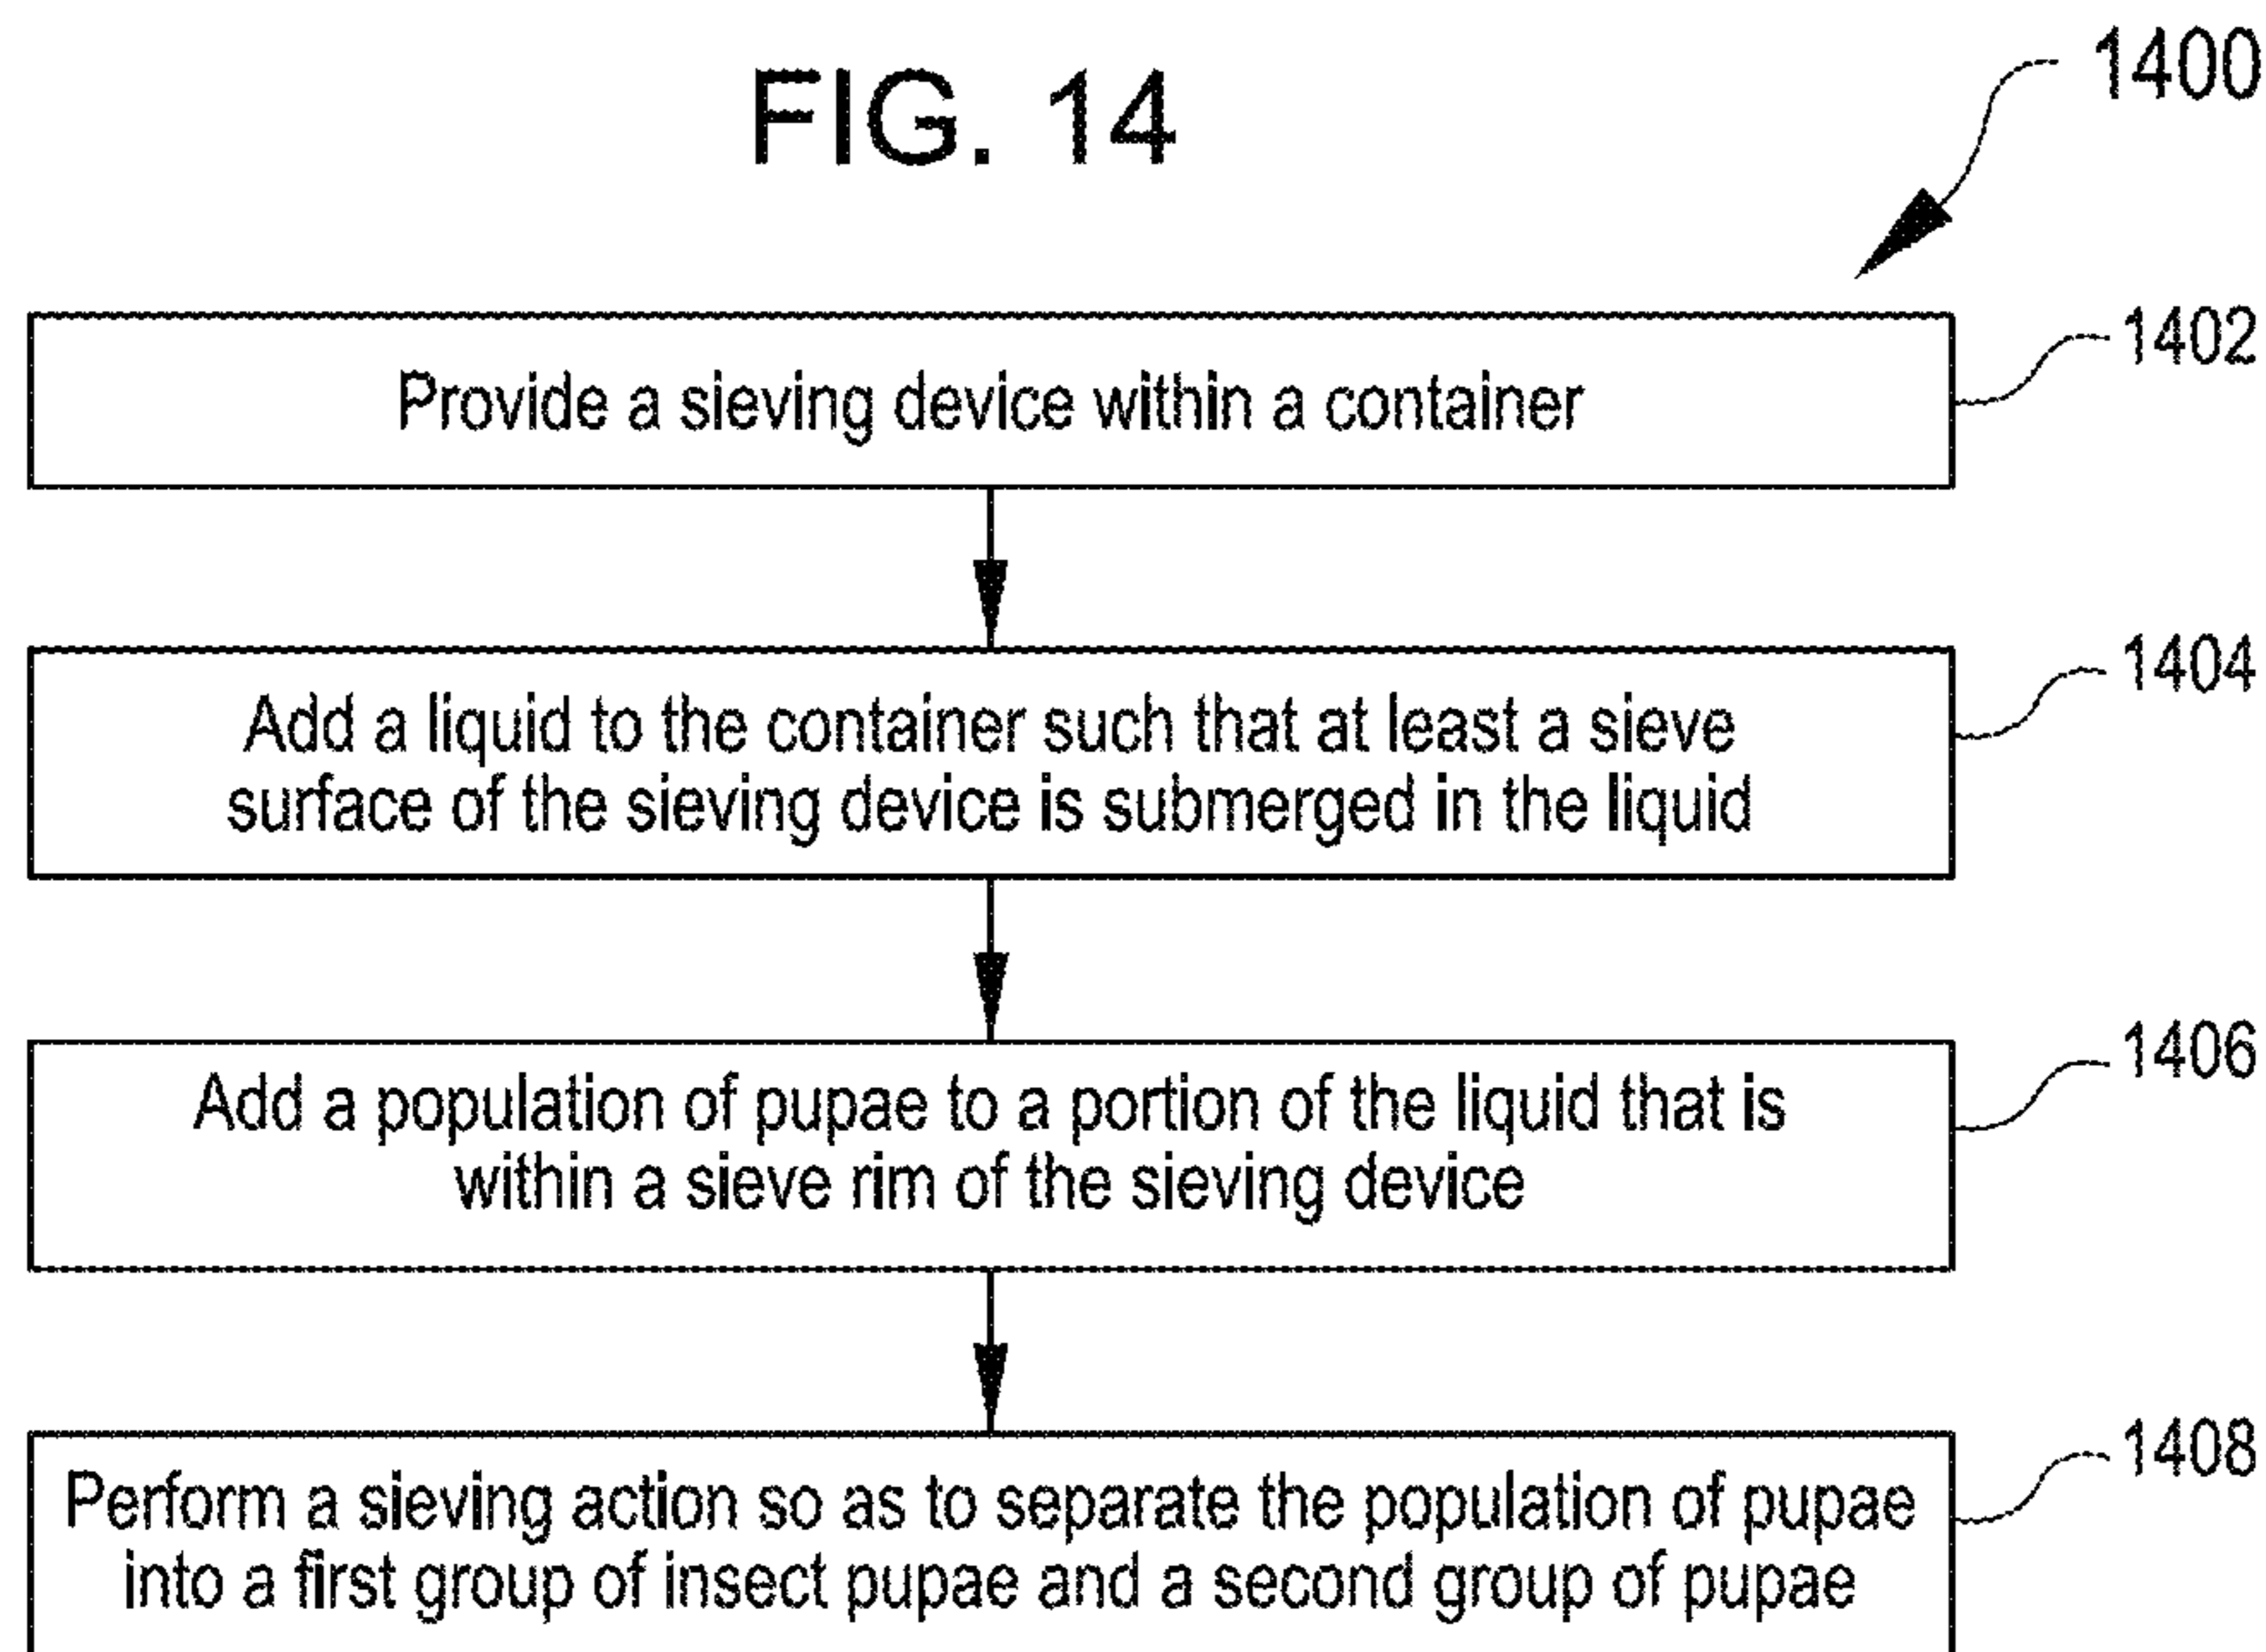 FIG. 14
1400
Provide a sieving device within a container
1402
Add a liquid to the container such that at least a sieve
surface of the sieving device is submerged in the liquid
1404
Add a population of pupae to a portion of the liquid that is
within a sieve rim of the sieving device
1406
Perform a sieving action so as to separate the population of pupae
into a first group of insect pupae and a second group of pupae
1408